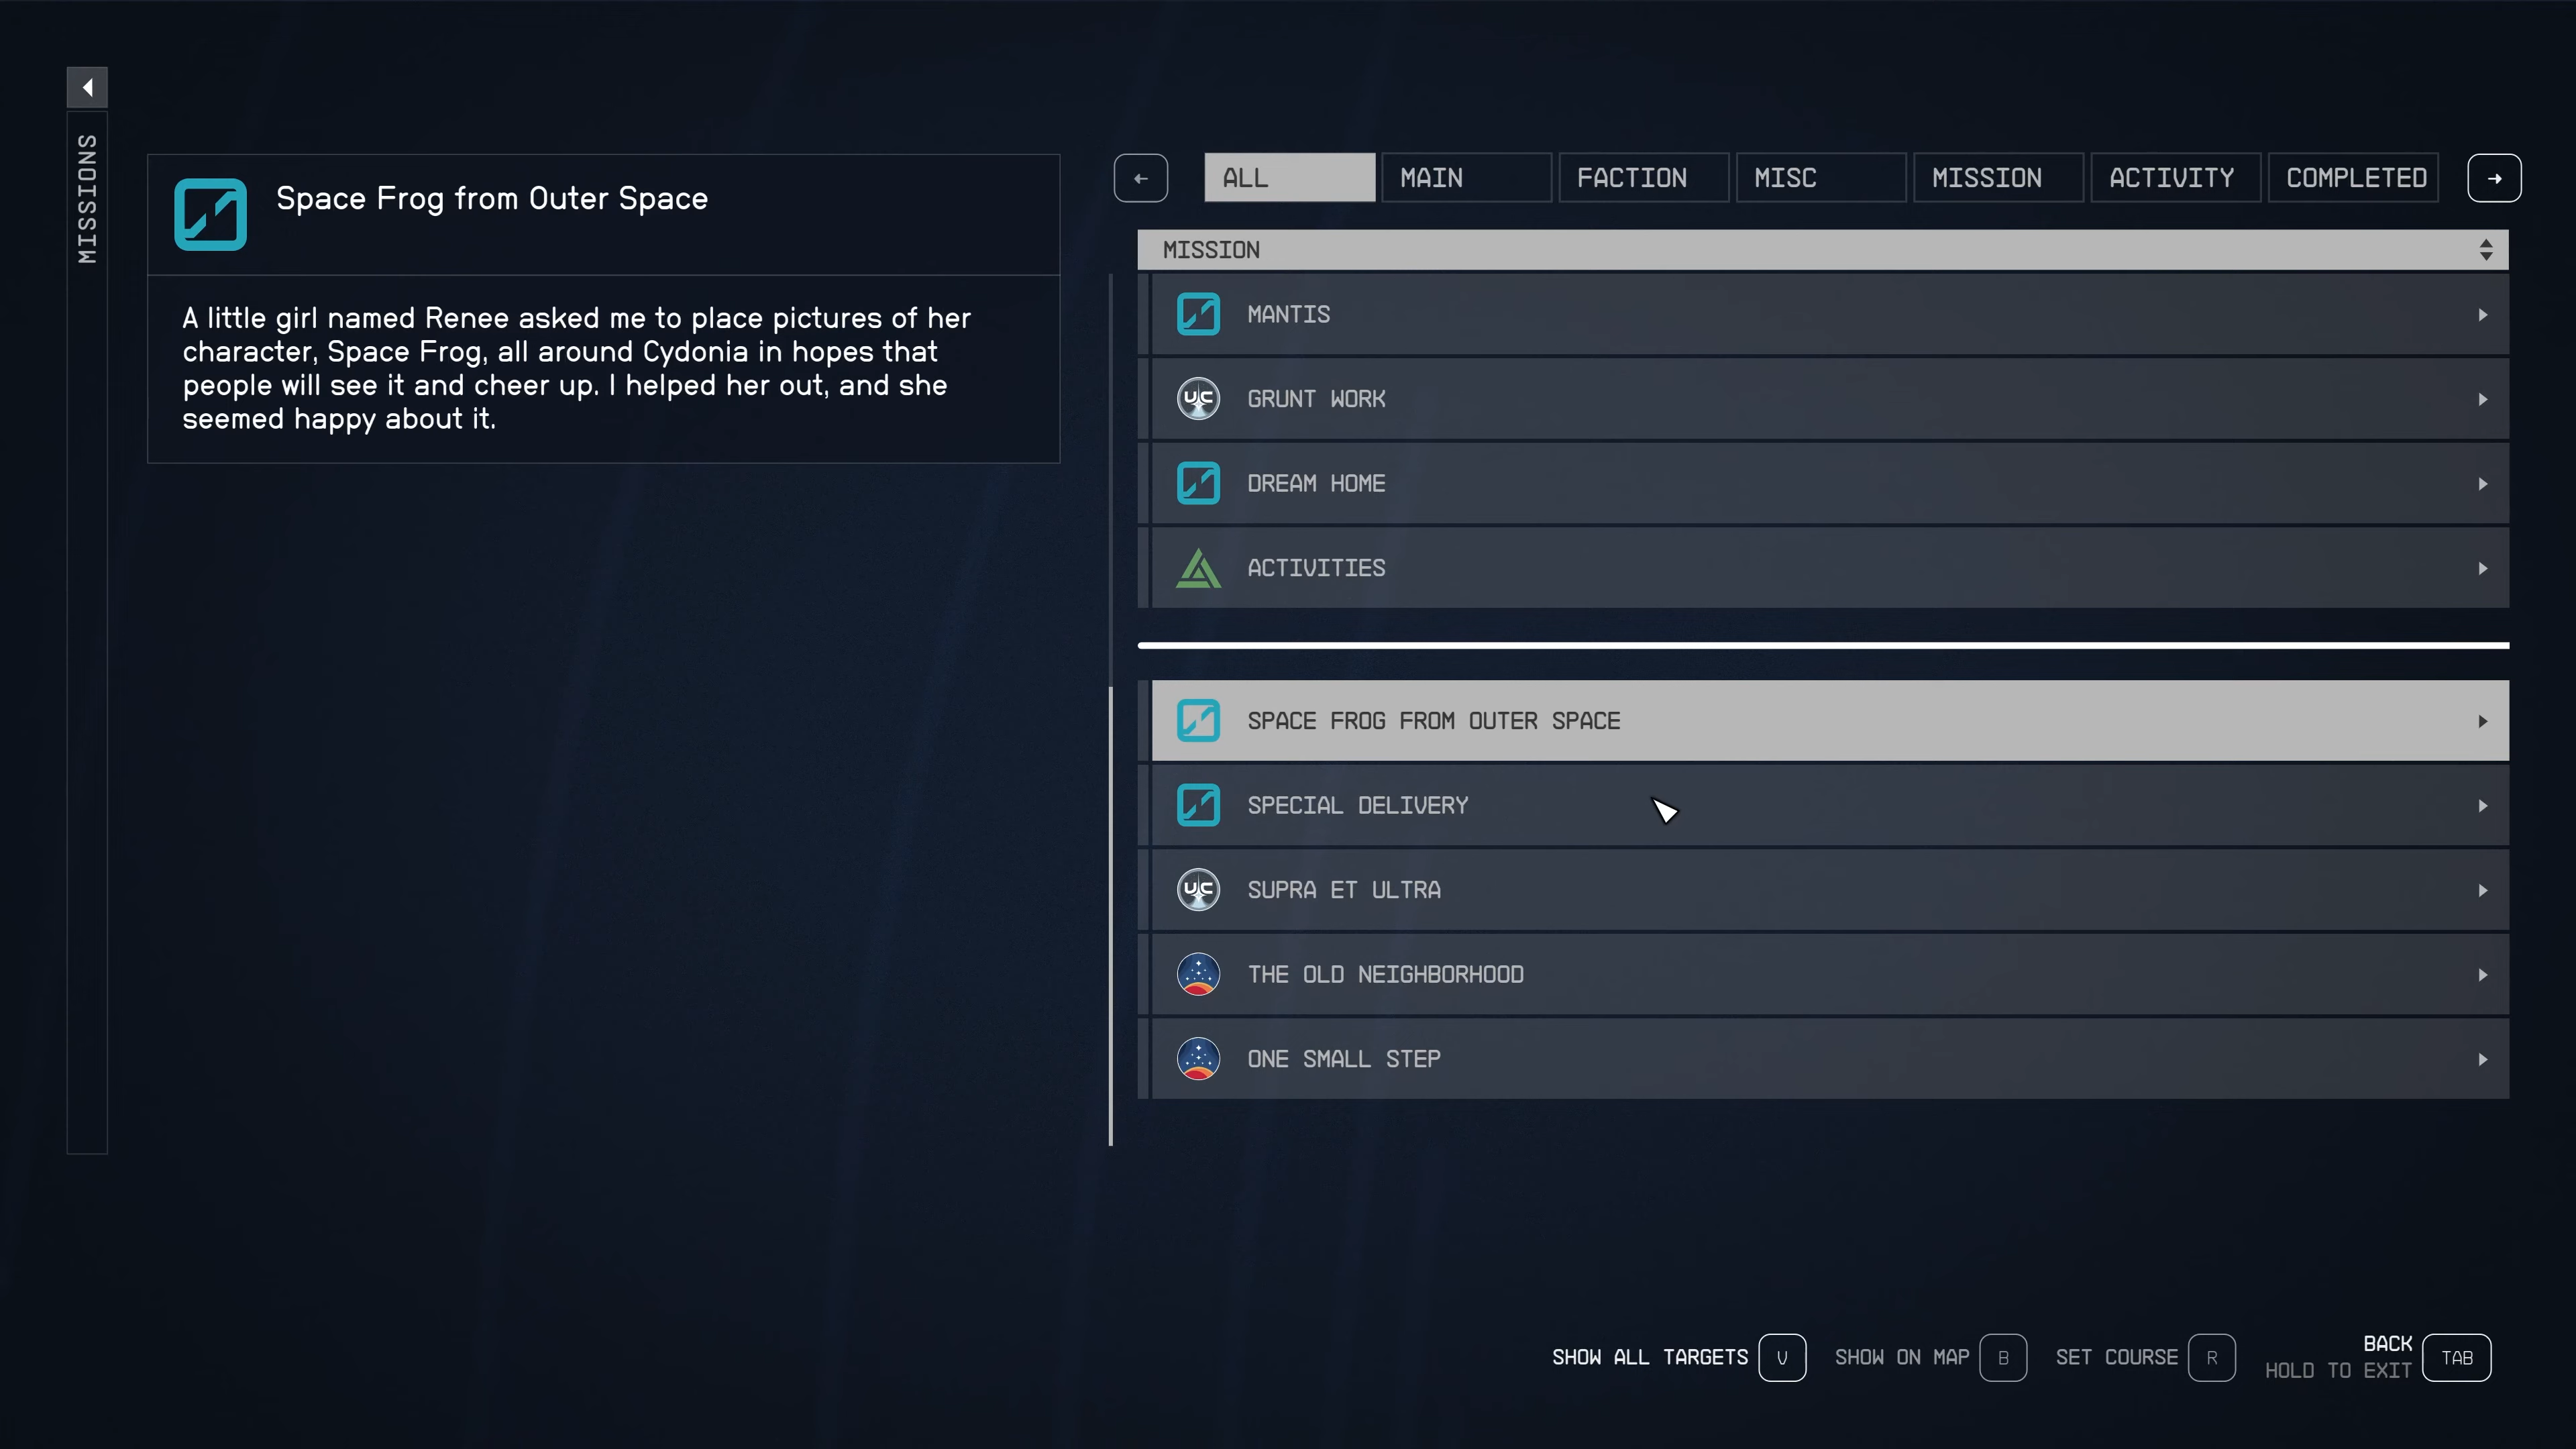 MISSIONS
Space Frog from Outer Space
A little girl named Renee asked me to place pictures of her
character, Space Frog, all around Cydonia in hopes that
people will see it and cheer up. I helped her out, and she
seemed happy about it.
ALL MAIN FACTION MISC MISSION ACTIVITY COMPLETED
MISSION
MANTIS
UC GRUNT WORK
DREAM HOME
ACTIVITIES
SPACE FROG FROM OUTER SPACE
SPECIAL DELIVERY
UC SUPRA ET ULTRA
THE OLD NEIGHBORHOOD
ONE SMALL STEP
SHOW ALL TARGETS V SHOW ON MAP B SET COURSE R BACK TAB
HOLD TO EXIT